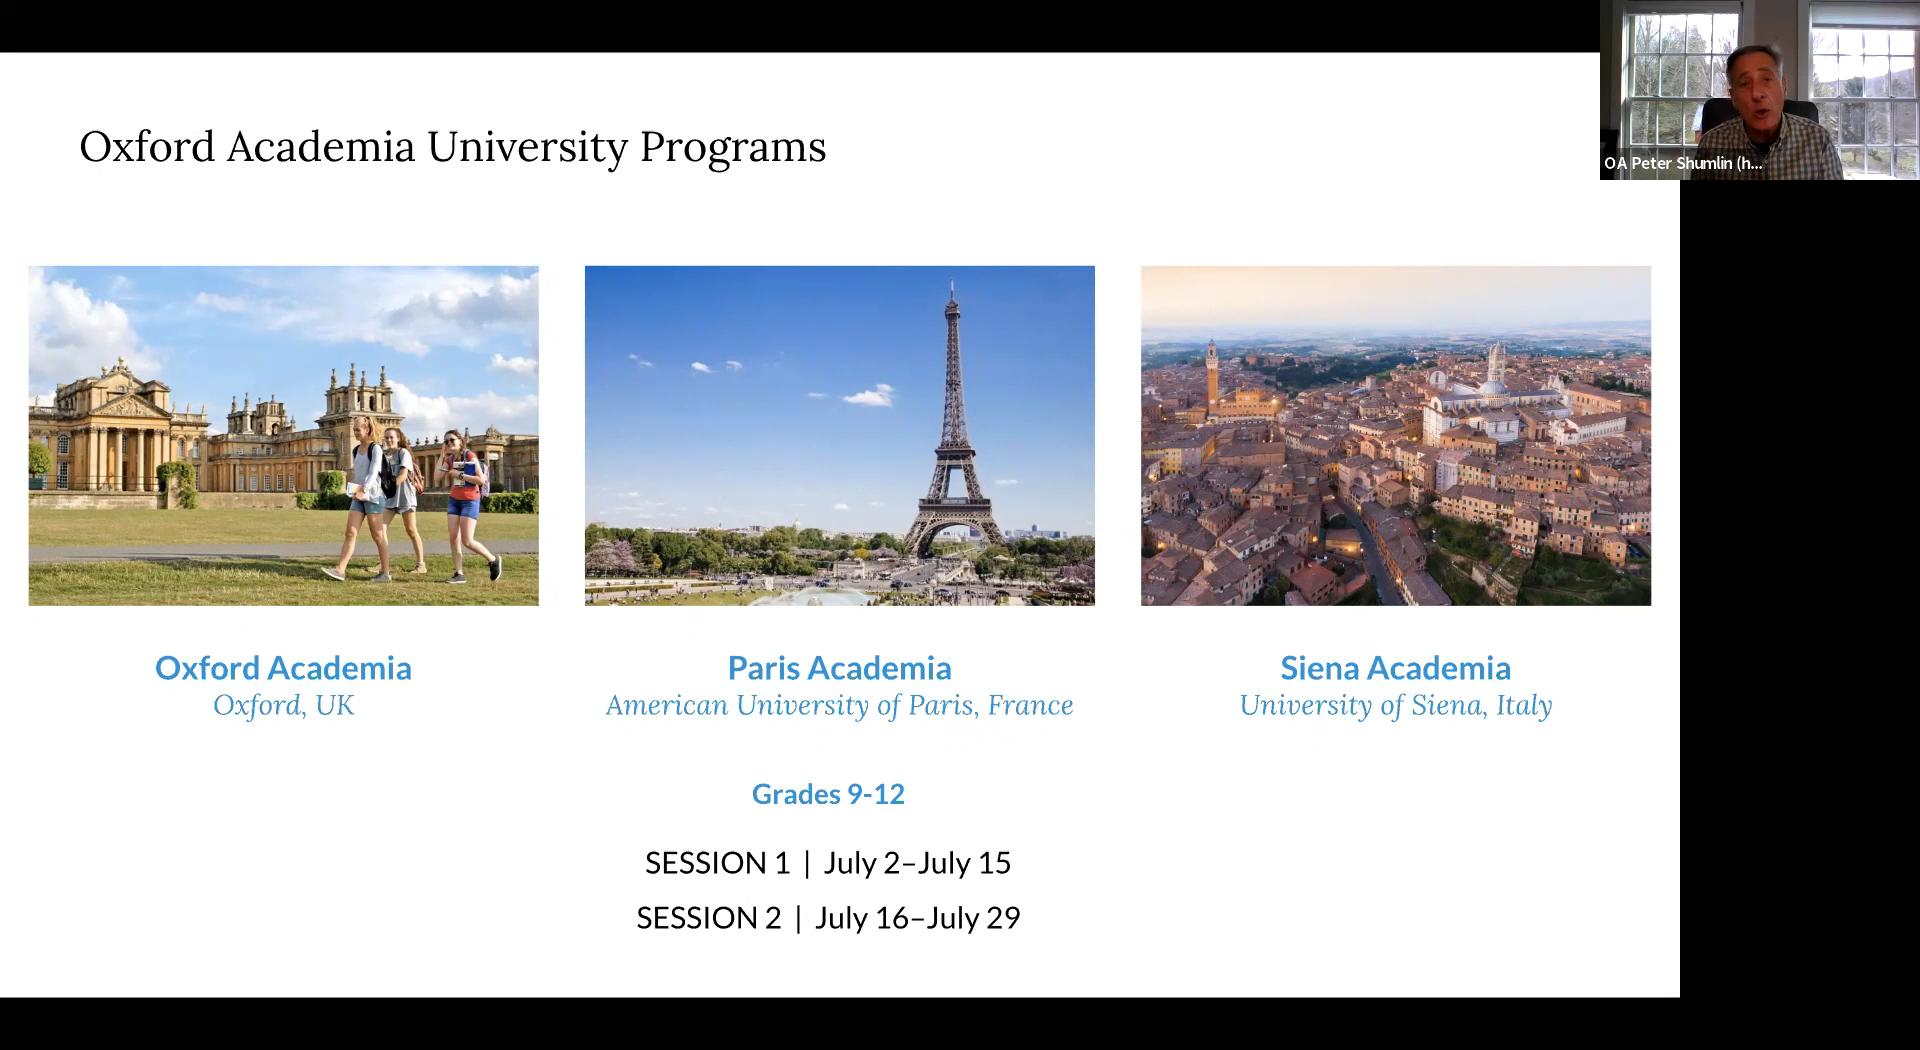 Oxford Academia University Programs
OA Peter Shumlin (h...
Oxford Academia
Oxford, UK
Paris Academia
American University of Paris, France
Siena Academia
University of Siena, Italy
Grades 9-12
SESSION 1 | July 2–July 15
SESSION 2 | July 16–July 29